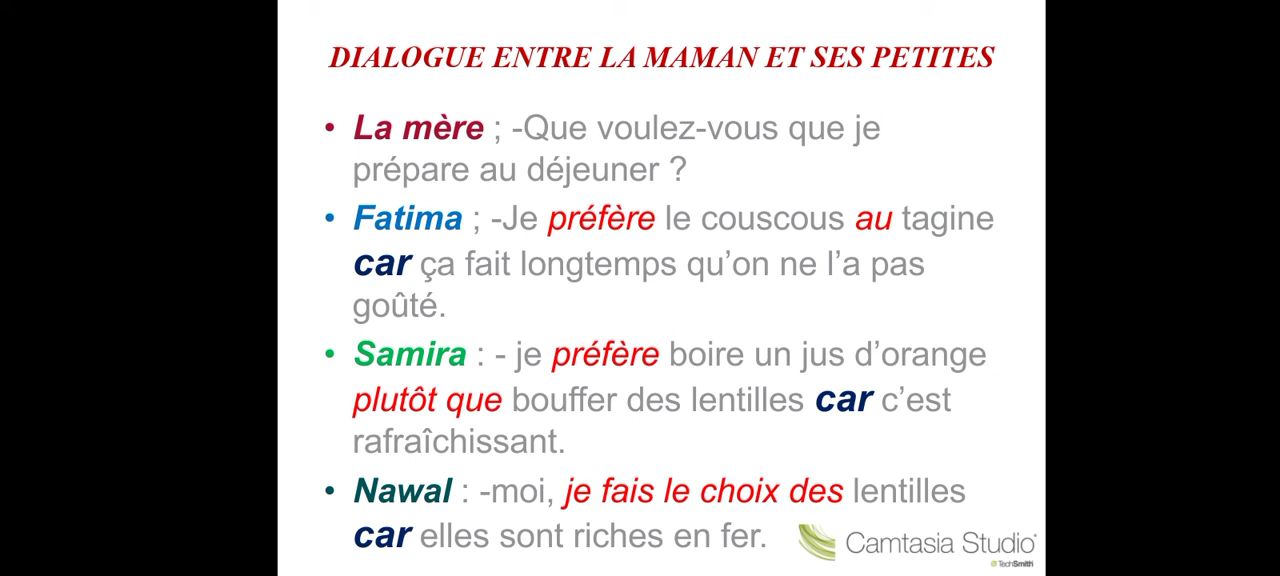 DIALOGUE ENTRE LA MAMAN ET SES PETITES
• La mère ; -Que voulez-vous que je
prépare au déjeuner ?
• Fatima ; -Je préfère le couscous au tagine
car ça fait longtemps qu’on ne l’a pas
goûté.
• Samira : - je préfère boire un jus d’orange
plutôt que bouffer des lentilles car c’est
rafraîchissant.
• Nawal : -moi, je fais le choix des lentilles
car elles sont riches en fer.
Camtasia Studio
TechSmith